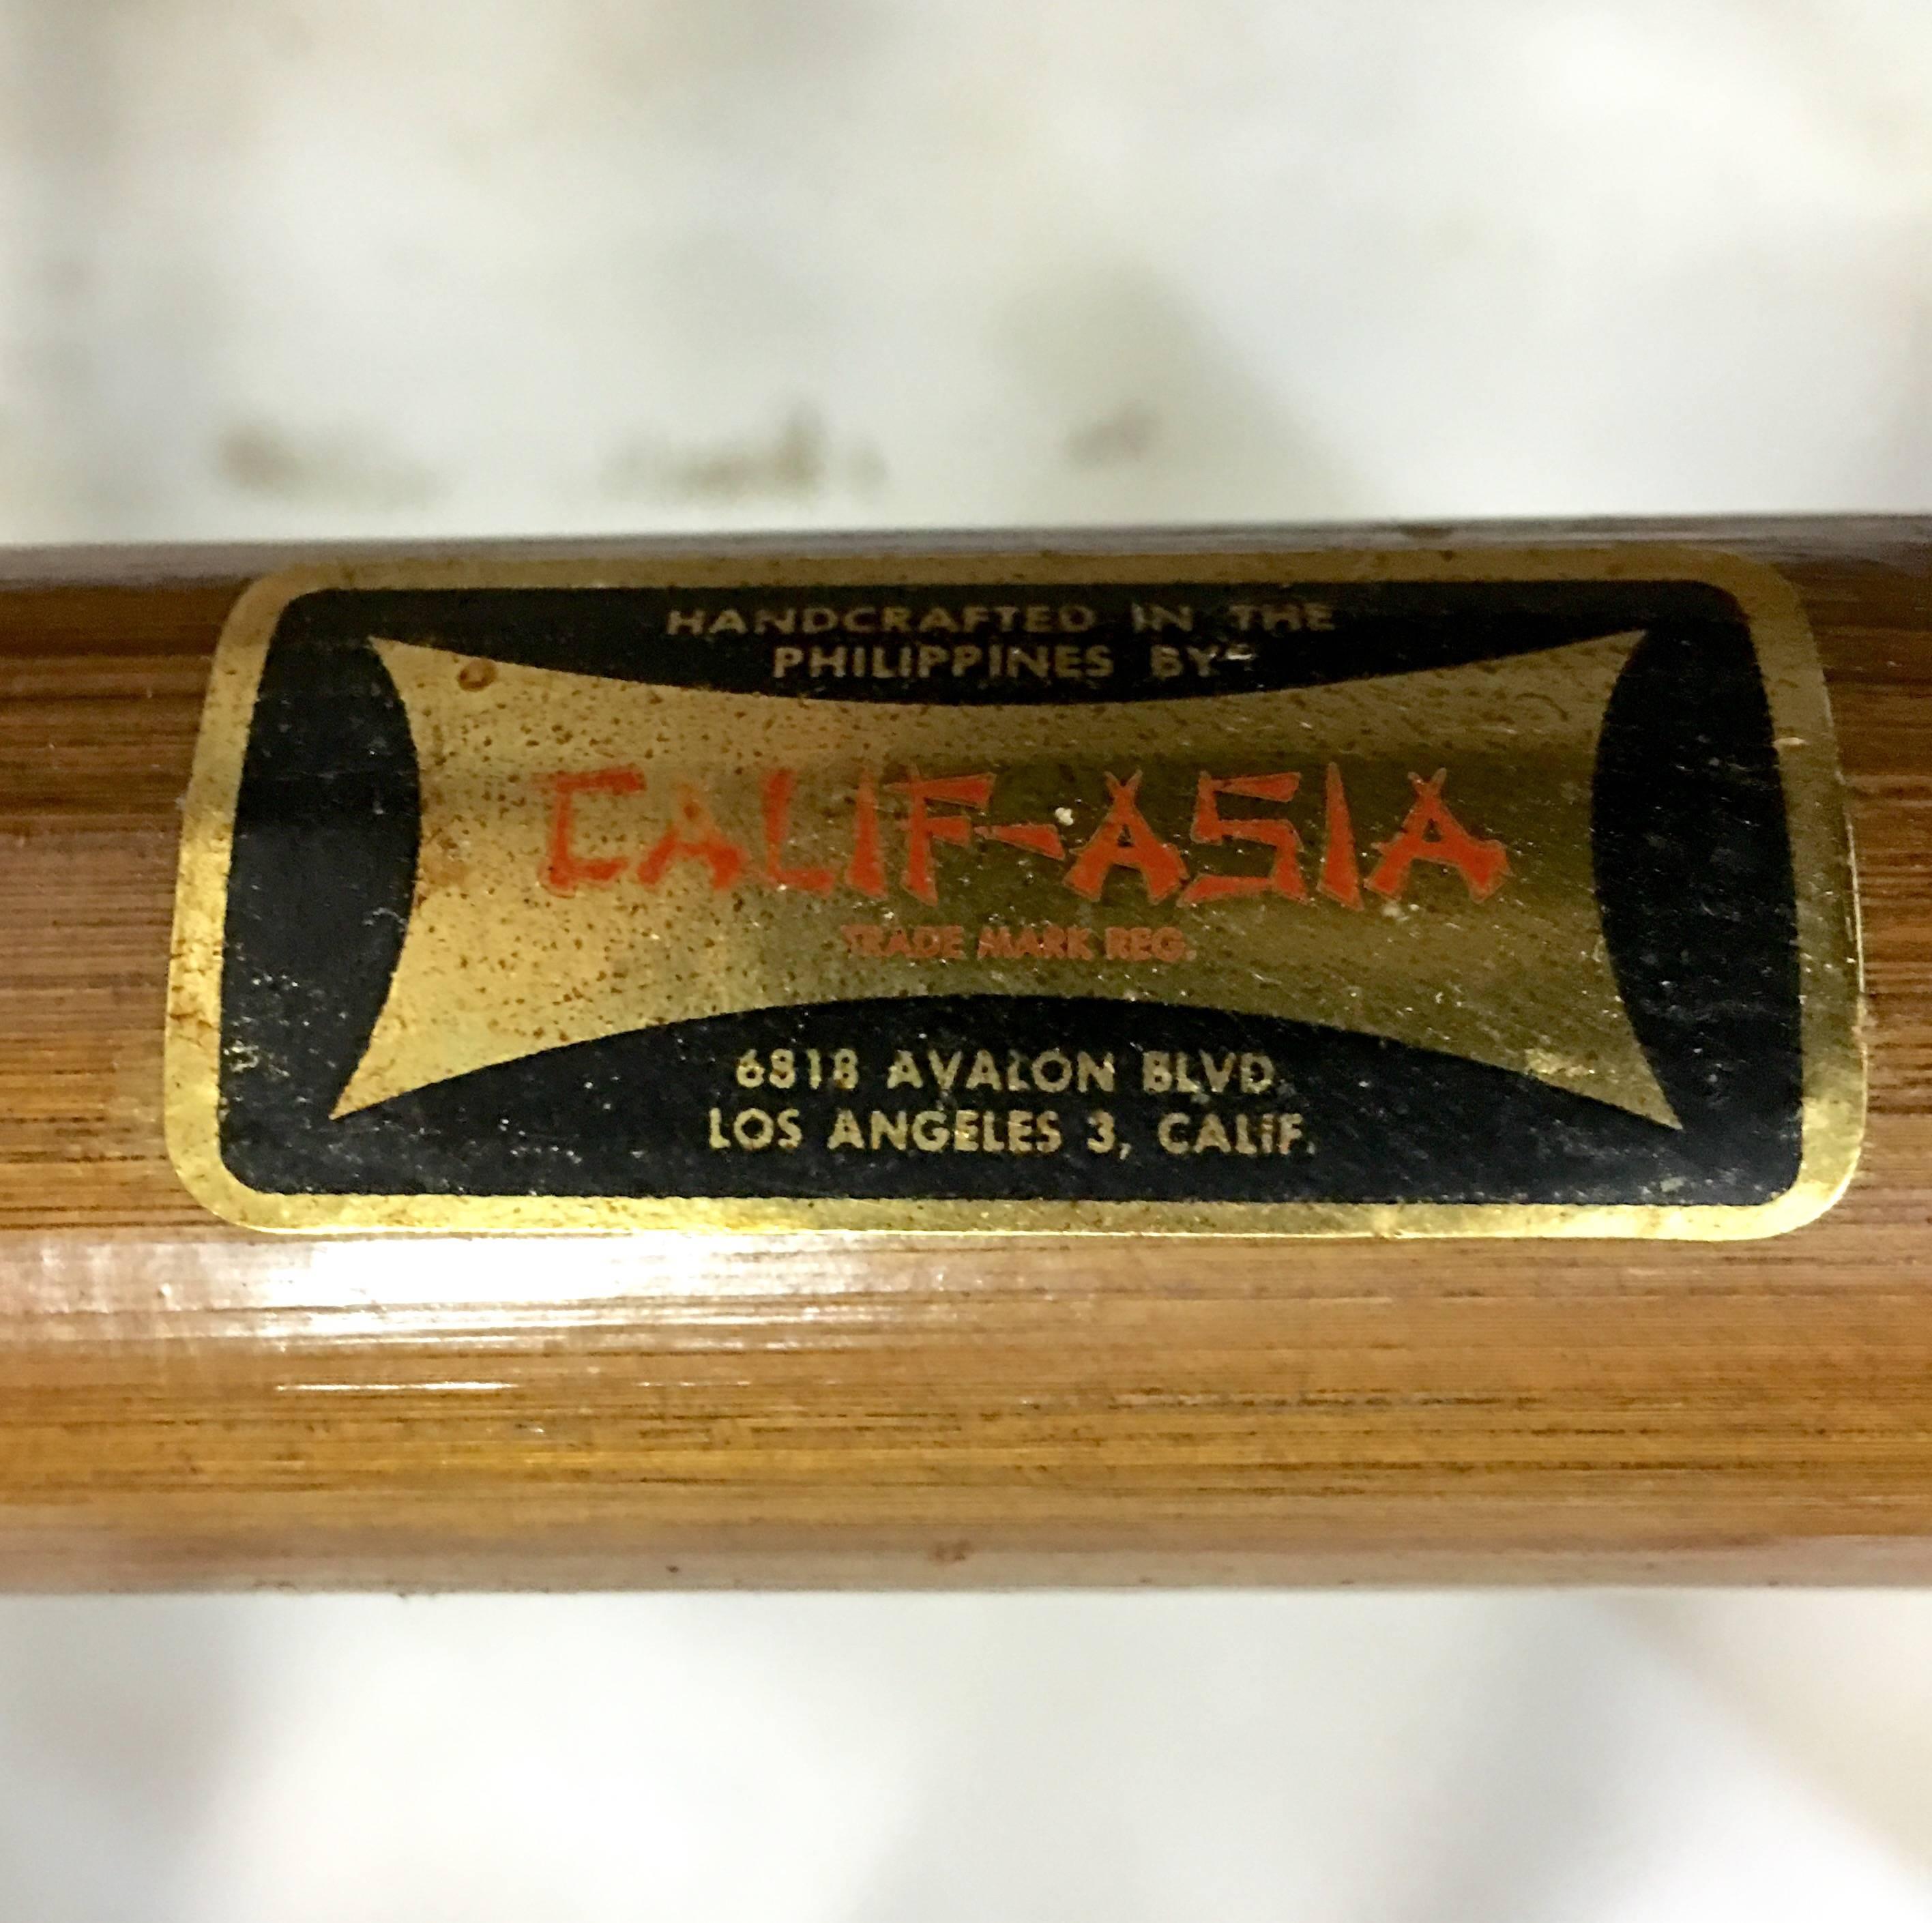 HANDCRAFTED IN THE
PHILIPPINES BY
CALIF-ASIA
TRADE MARK REG.
6818 AVALON BLVD.
LOS ANGELES 3, CALIF.